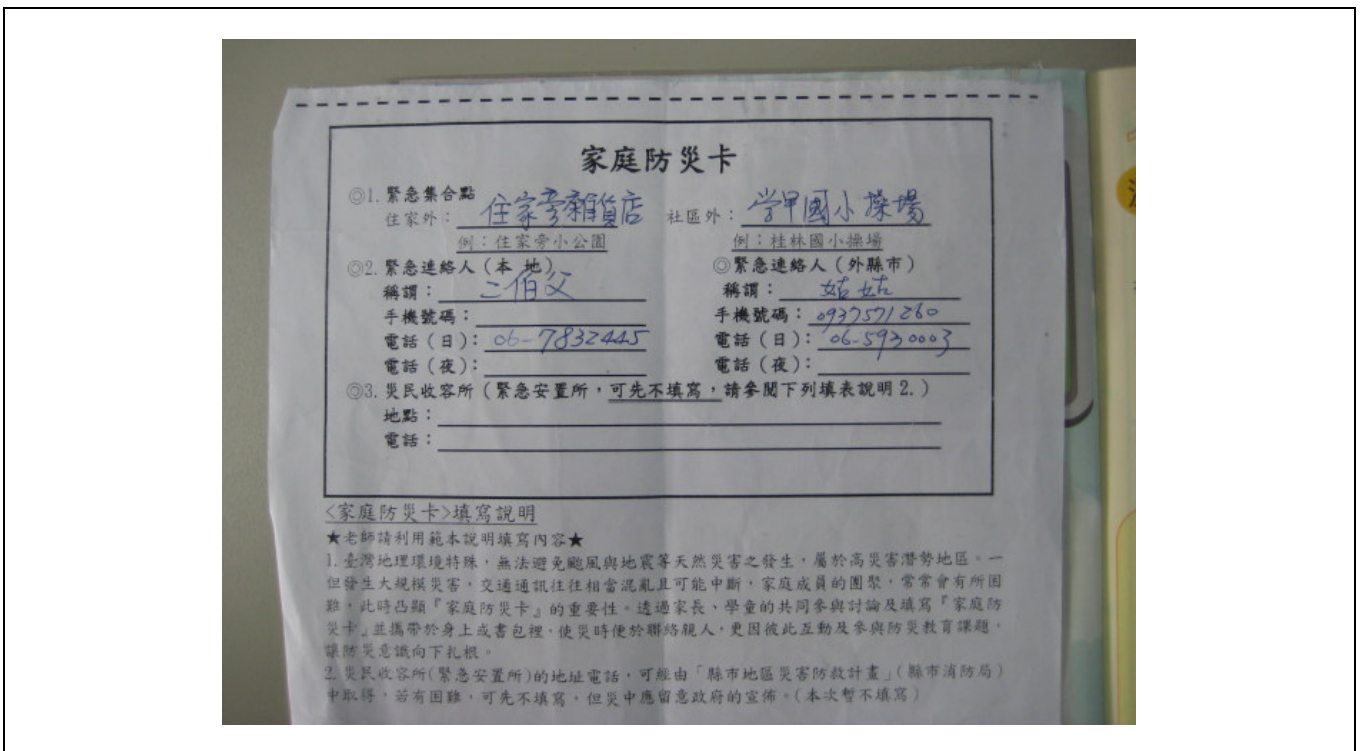 家庭防災卡
◎1. 緊急集合點
住家外：住家旁雜貨店 社區外：学甲國小操場
例：住家旁小公園 例：桂林國小操場
◎2. 緊急連絡人（本 地） ◎緊急連絡人（外縣市）
稱謂：二伯父 稱謂：姑姑
手機號碼： 手機號碼：0937571260
電話（日）：06-7832445 電話（日）：06-5930003
電話（夜）： 電話（夜）：
◎3. 災民收容所（緊急安置所，可先不填寫，請參閱下列填表說明 2.）
地點：
電話：
<家庭防災卡>填寫說明
★老師請利用範本說明填寫內容★
1. 臺灣地理環境特殊，無法避免颱風與地震等天然災害之發生，屬於高災害潛勢地區。一
但發生大規模災害，交通通訊往往相當混亂且可能中斷，家庭成員的團聚，常常會有所困
難，此時凸顯『家庭防災卡』的重要性。透過家長、學童的共同參與討論及填寫『家庭防
災卡』並攜帶於身上或書包裡，使災時便於聯絡親人，更因彼此互動及參與防災教育課題，
讓防災意識向下扎根。
2. 災民收容所(緊急安置所)的地址電話，可經由「縣市地區災害防救計畫」(縣市消防局)
中取得，若有困難，可先不填寫，但災中應留意政府的宣佈。(本次暫不填寫)